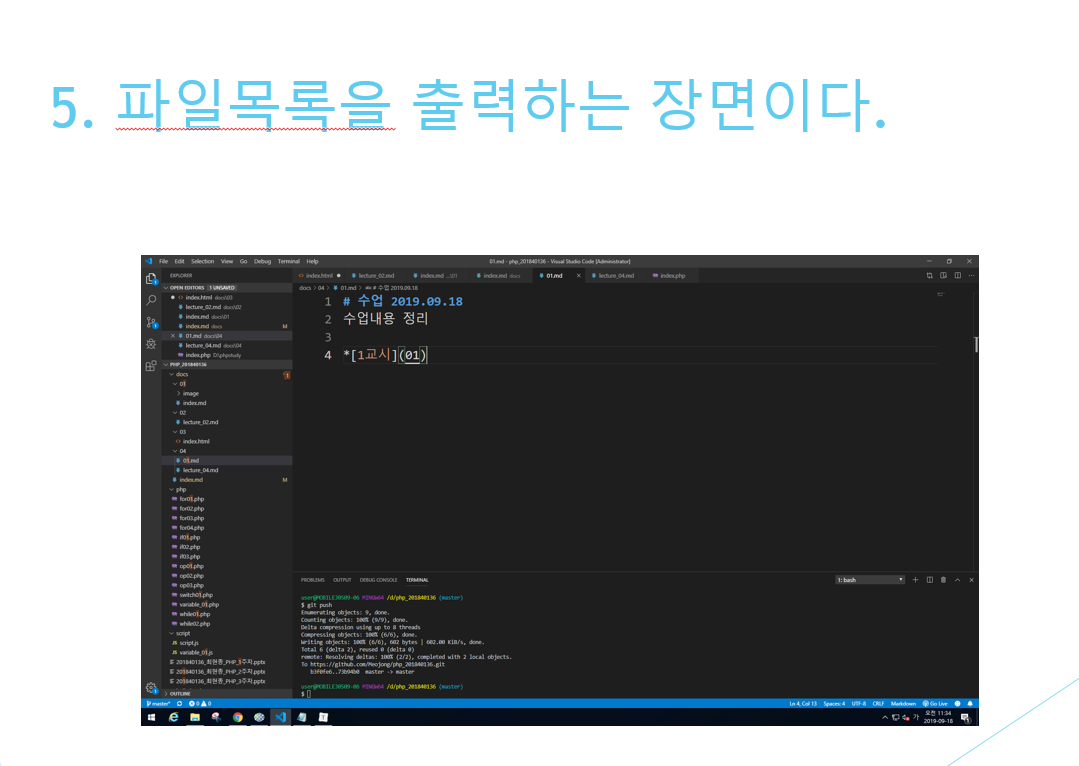 5. 파일목록을 출력하는 장면이다.
File Edit Selection View Go Debug Terminal Help
01.md - php_201840136 - Visual Studio Code [Administrator]
EXPLORER
OPEN EDITORS 1 UNSAVED
index.html docs\03
lecture_02.md docs\02
index.md docs\01
index.md docs M
01.md docs\04
lecture_04.md docs\04
index.php D:\phpstudy
PHP_201840136
docs
01
image
index.md
02
lecture_02.md
03
index.html
04
01.md
lecture_04.md
index.md M
php
for01.php
for02.php
for03.php
for04.php
if01.php
if02.php
if03.php
op01.php
op02.php
op03.php
switch01.php
variable_01.php
while01.php
while02.php
script
script.js
variable_01.js
201840136_최현종_PHP_1주차.pptx
201840136_최현종_PHP_2주차.pptx
201840136_최현종_PHP_3주차.pptx
OUTLINE
index.html lecture_02.md index.md ...\01 index.md docs 01.md lecture_04.md index.php
docs > 04 > 01.md > # 수업 2019.09.18
1 # 수업 2019.09.18
2 수업내용 정리
3
4 *[1교시](01)
PROBLEMS OUTPUT DEBUG CONSOLE TERMINAL
1: bash
user@MOBILE30509-06 MINGW64 /d/php_201840136 (master)
$ git push
Enumerating objects: 9, done.
Counting objects: 100% (9/9), done.
Delta compression using up to 8 threads
Compressing objects: 100% (6/6), done.
Writing objects: 100% (6/6), 602 bytes | 602.00 KiB/s, done.
Total 6 (delta 2), reused 0 (delta 0)
remote: Resolving deltas: 100% (2/2), completed with 2 local objects.
To https://github.com/Meojong/php_201840136.git
b3f0fe6..73b94b0 master -> master
user@MOBILE30509-06 MINGW64 /d/php_201840136 (master)
$
master* 0 0
Ln 4, Col 13 Spaces: 4 UTF-8 CRLF Markdown Go Live
가 오전 11:34
2019-09-18